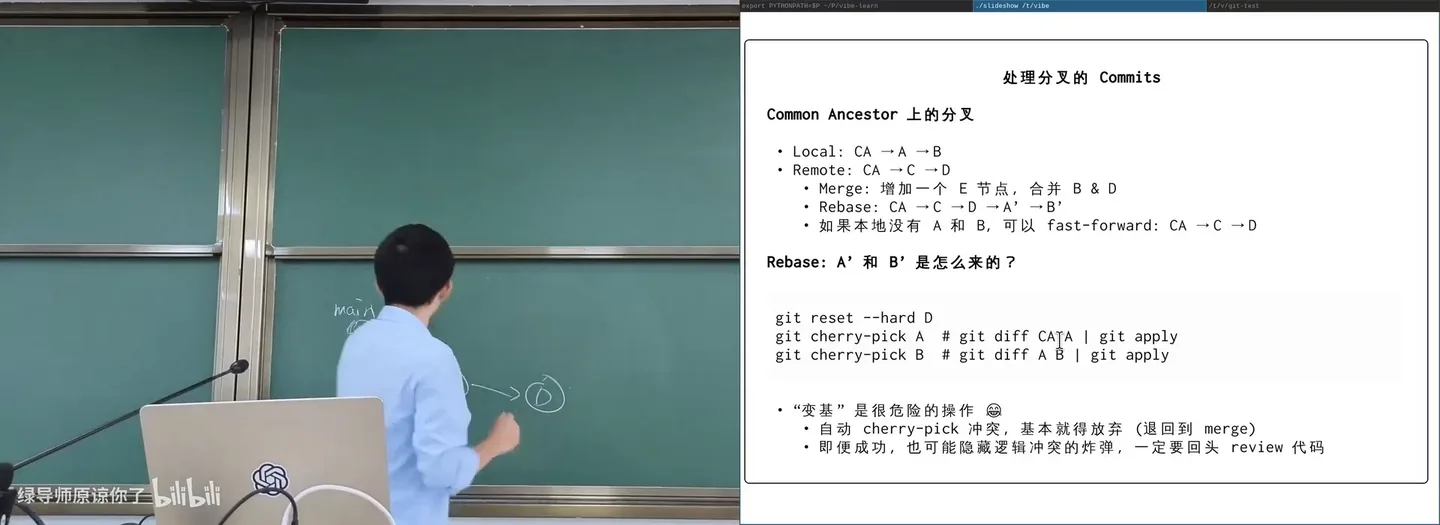 main
D
绿导师原谅你了 bilibili
export PYTHONPATH=$P ~/P/vibe-learn
./slideshow /t/vibe
/t/v/git-test
处理分叉的 Commits
Common Ancestor 上的分叉
• Local: CA →A →B
• Remote: CA →C →D
• Merge: 增加一个 E 节点, 合并 B & D
• Rebase: CA →C →D →A’ →B’
• 如果本地没有 A 和 B, 可以 fast-forward: CA →C →D
Rebase: A’ 和 B’ 是怎么来的？
git reset --hard D
git cherry-pick A # git diff CA A | git apply
git cherry-pick B # git diff A B | git apply
• “变基” 是很危险的操作 😂
• 自动 cherry-pick 冲突, 基本就得放弃 (退回到 merge)
• 即便成功, 也可能隐藏逻辑冲突的炸弹, 一定要回头 review 代码